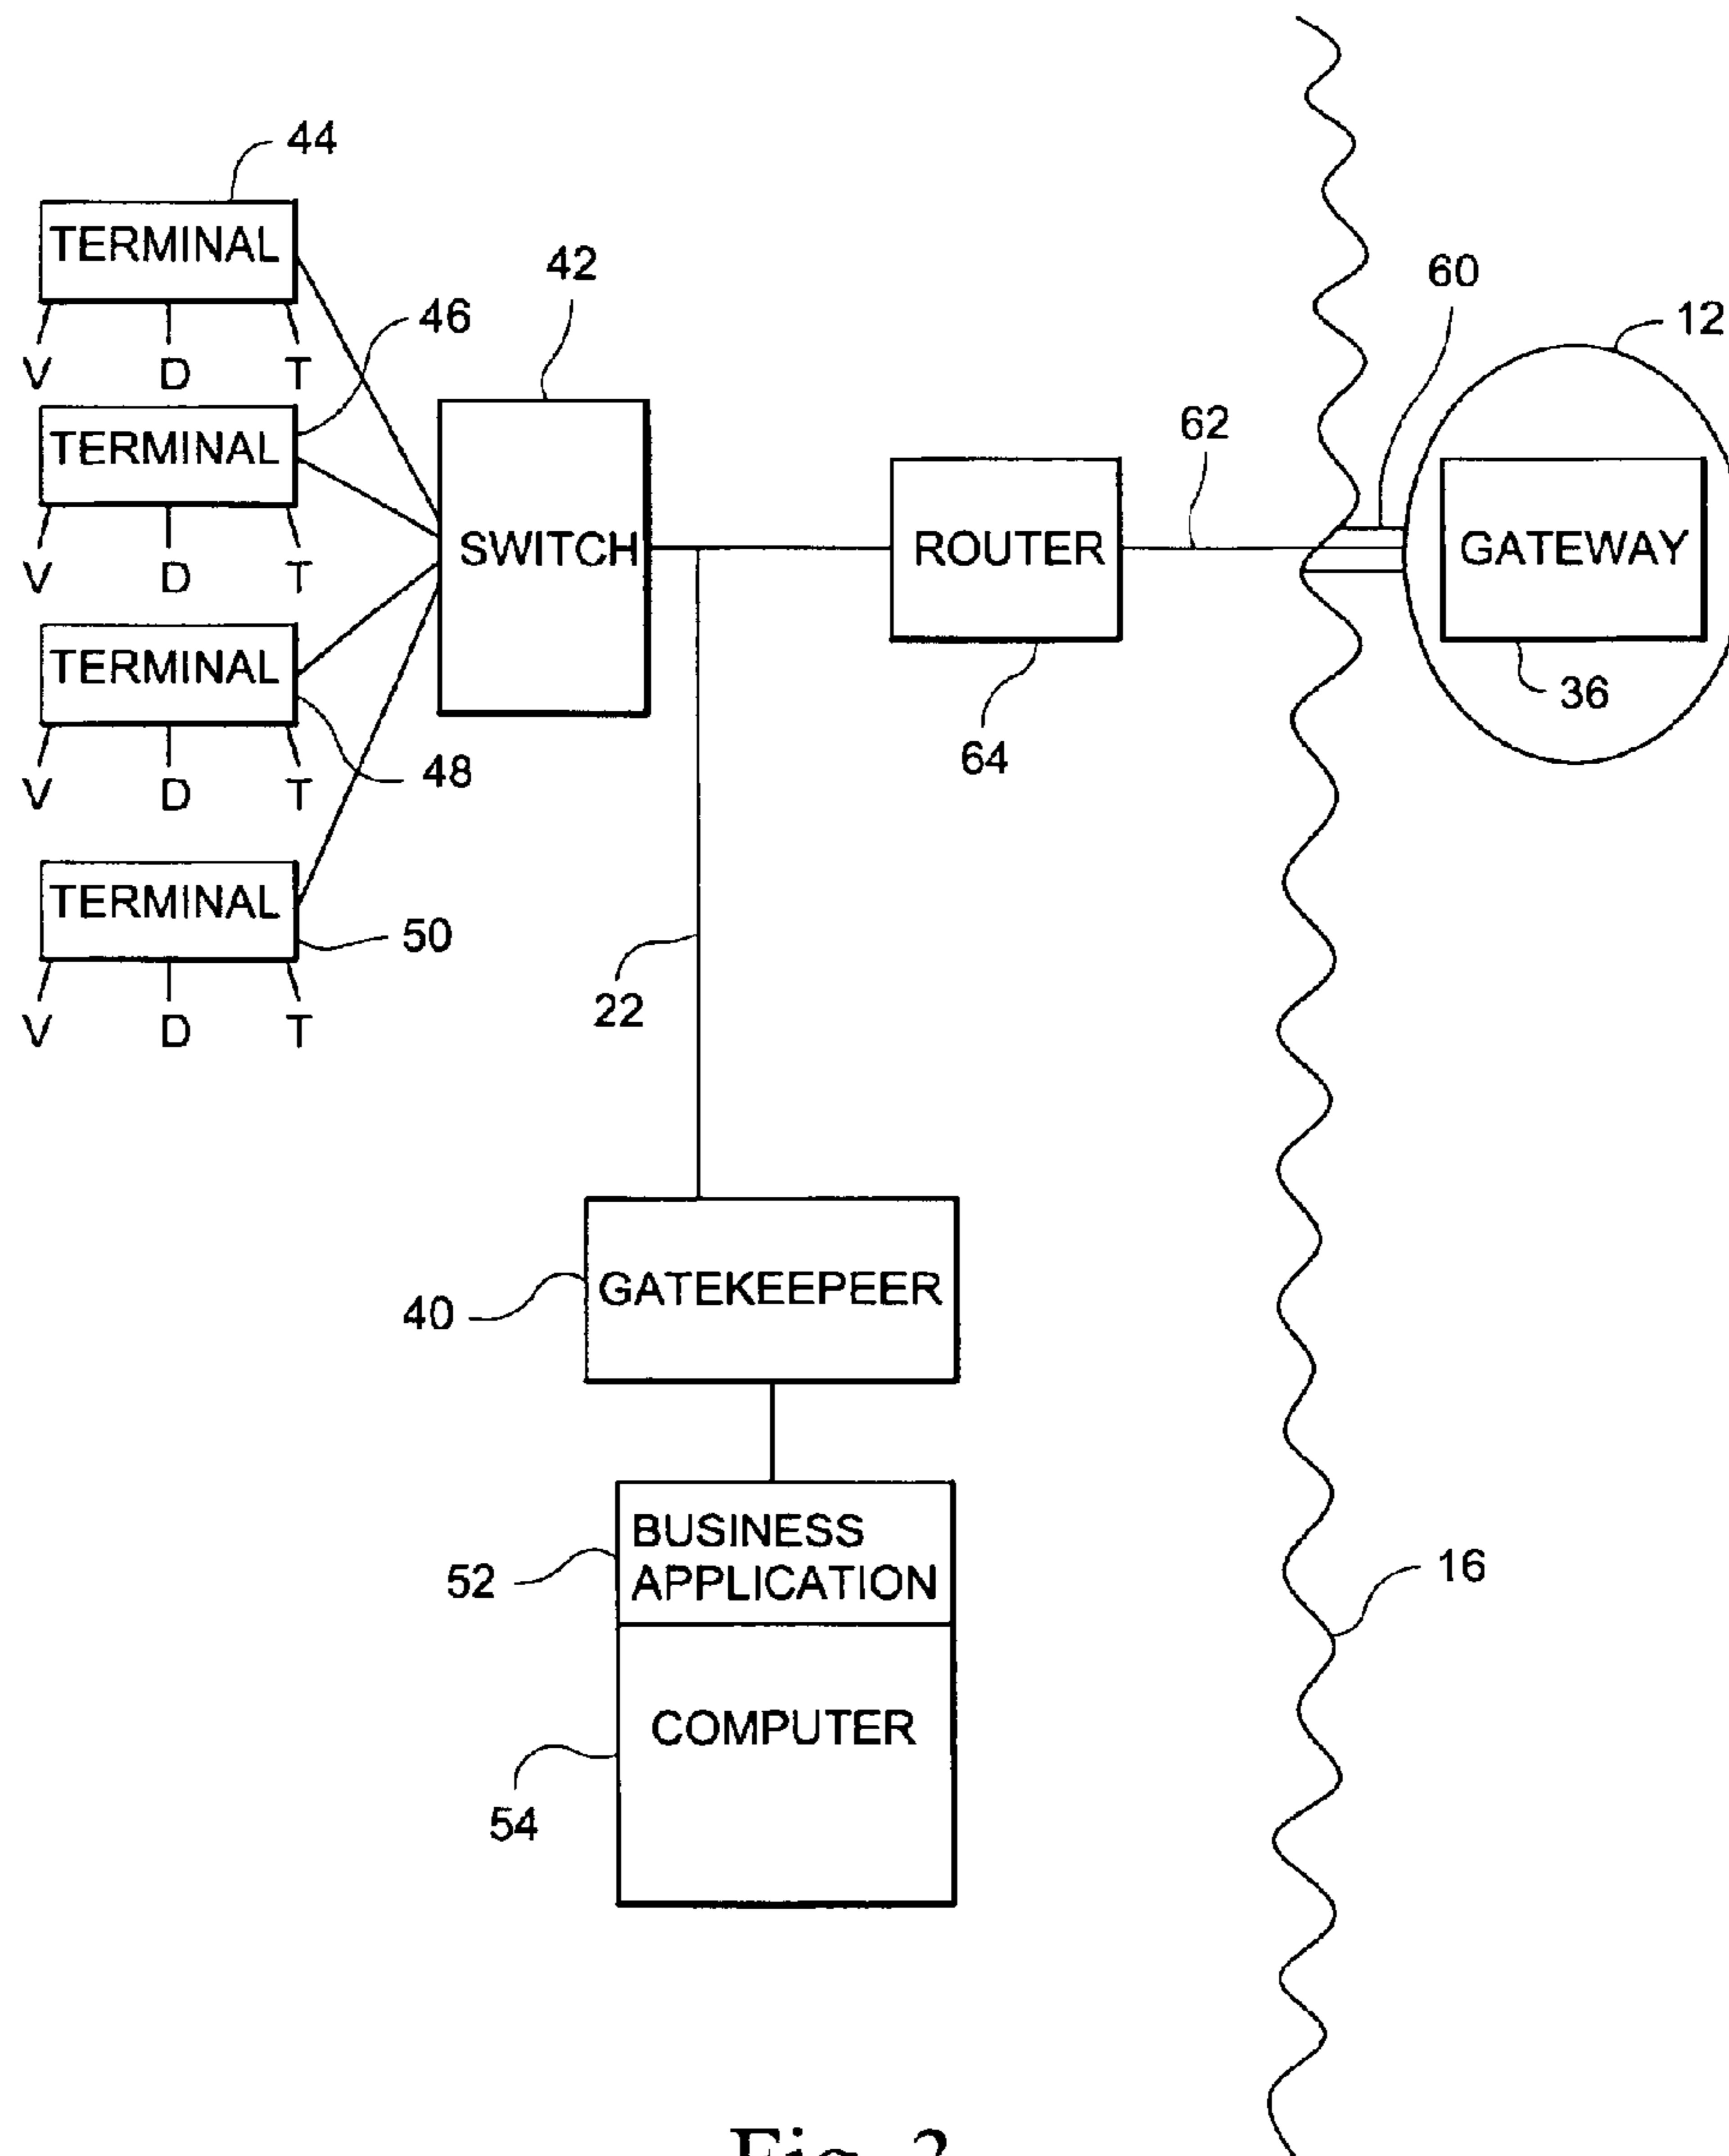 44
TERMINAL
42
60
46
12
V D T
TERMINAL
62
SWITCH
ROUTER
GATEWAY
V D T
TERMINAL
36
64
48
V D T
TERMINAL
50
22
V D T
GATEKEEPEER
40
BUSINESS
52
APPLICATION
16
COMPUTER
54